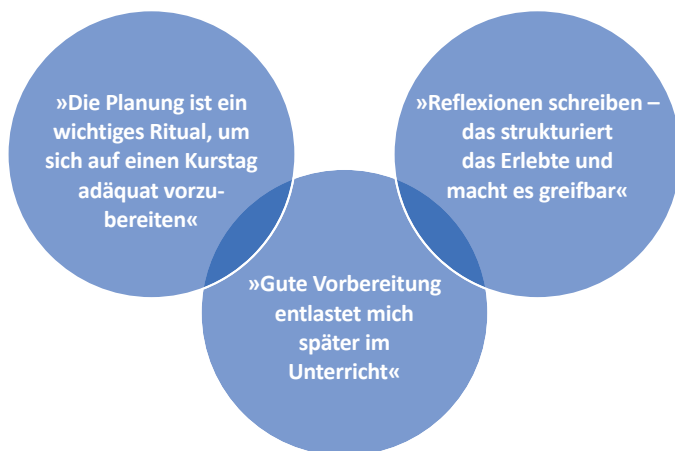 »Die Planung ist ein
wichtiges Ritual, um
sich auf einen Kurstag
adäquat vorzu-
bereiten«
»Reflexionen schreiben –
das strukturiert
das Erlebte und
macht es greifbar«
»Gute Vorbereitung
entlastet mich
später im
Unterricht«